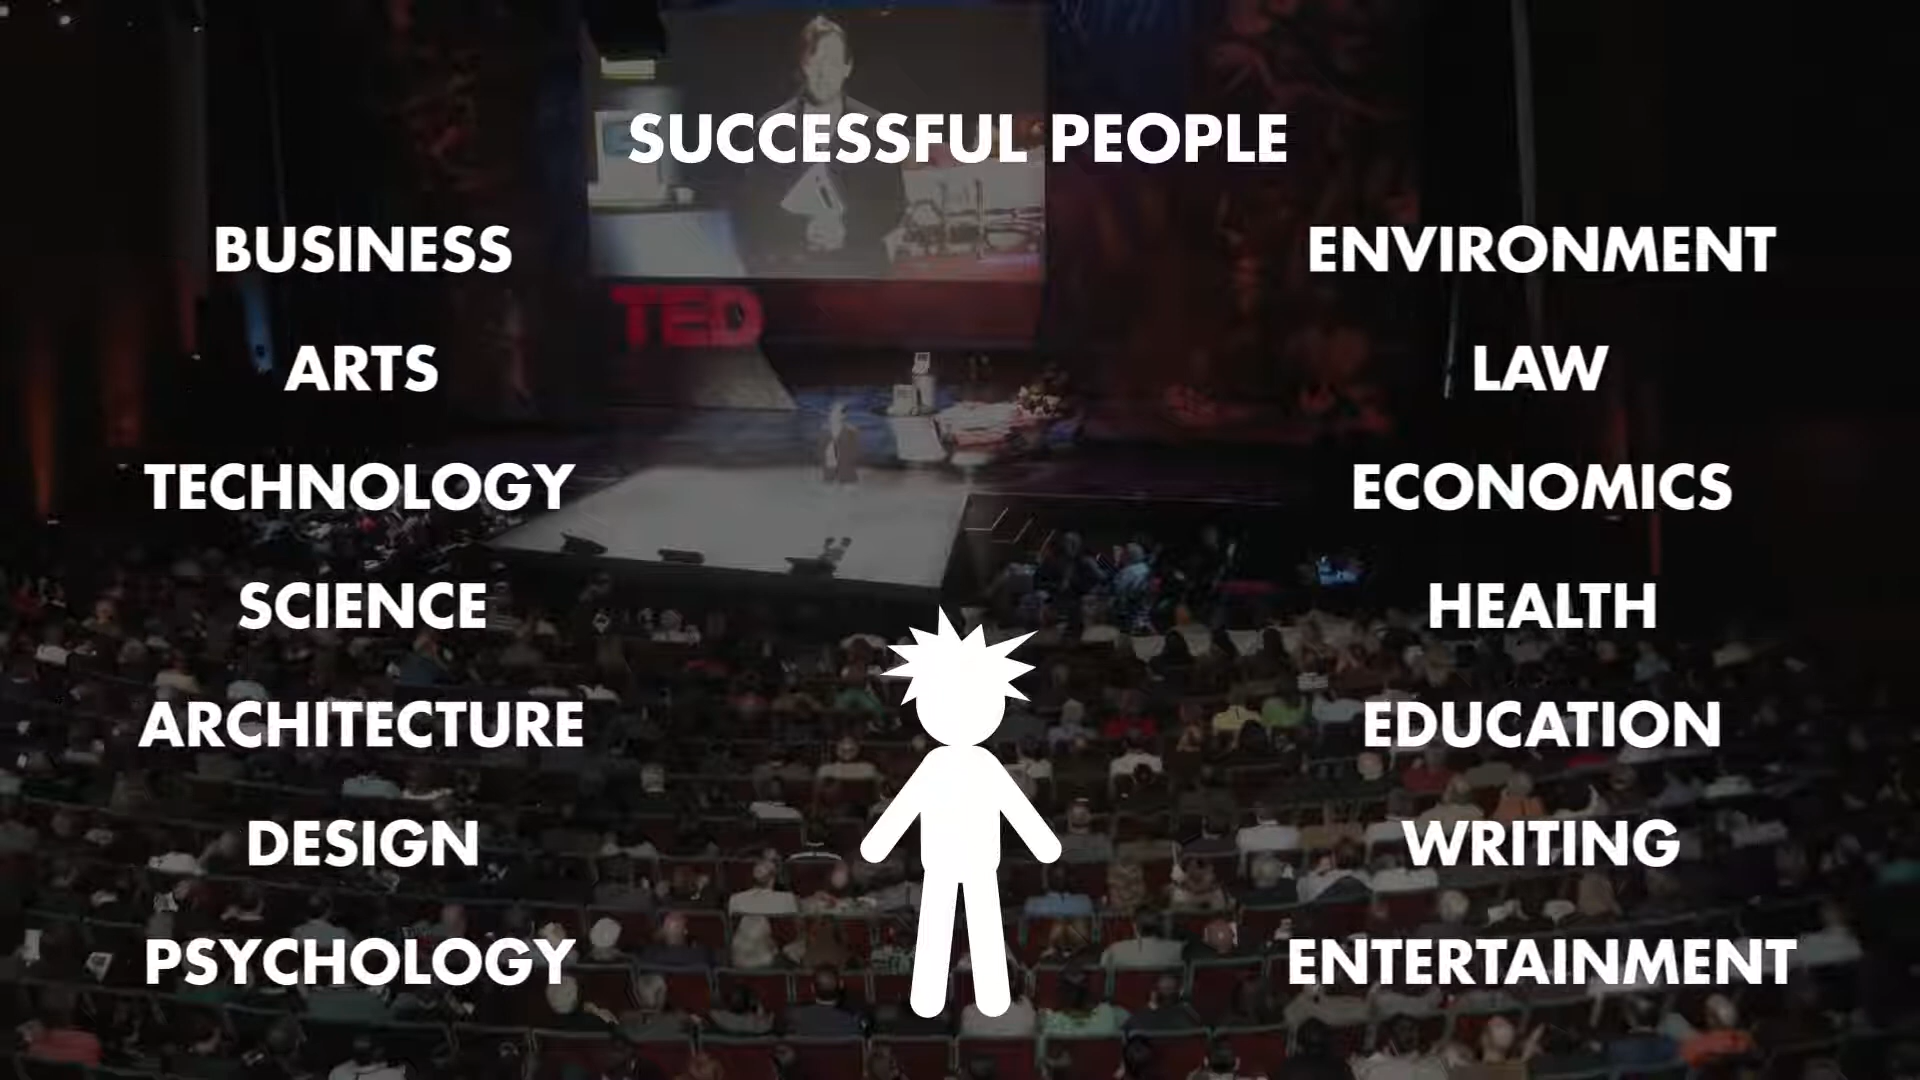 SUCCESSFUL PEOPLE
BUSINESS
ARTS
TECHNOLOGY
SCIENCE
ARCHITECTURE
DESIGN
PSYCHOLOGY
ENVIRONMENT
LAW
ECONOMICS
HEALTH
EDUCATION
WRITING
ENTERTAINMENT
TED